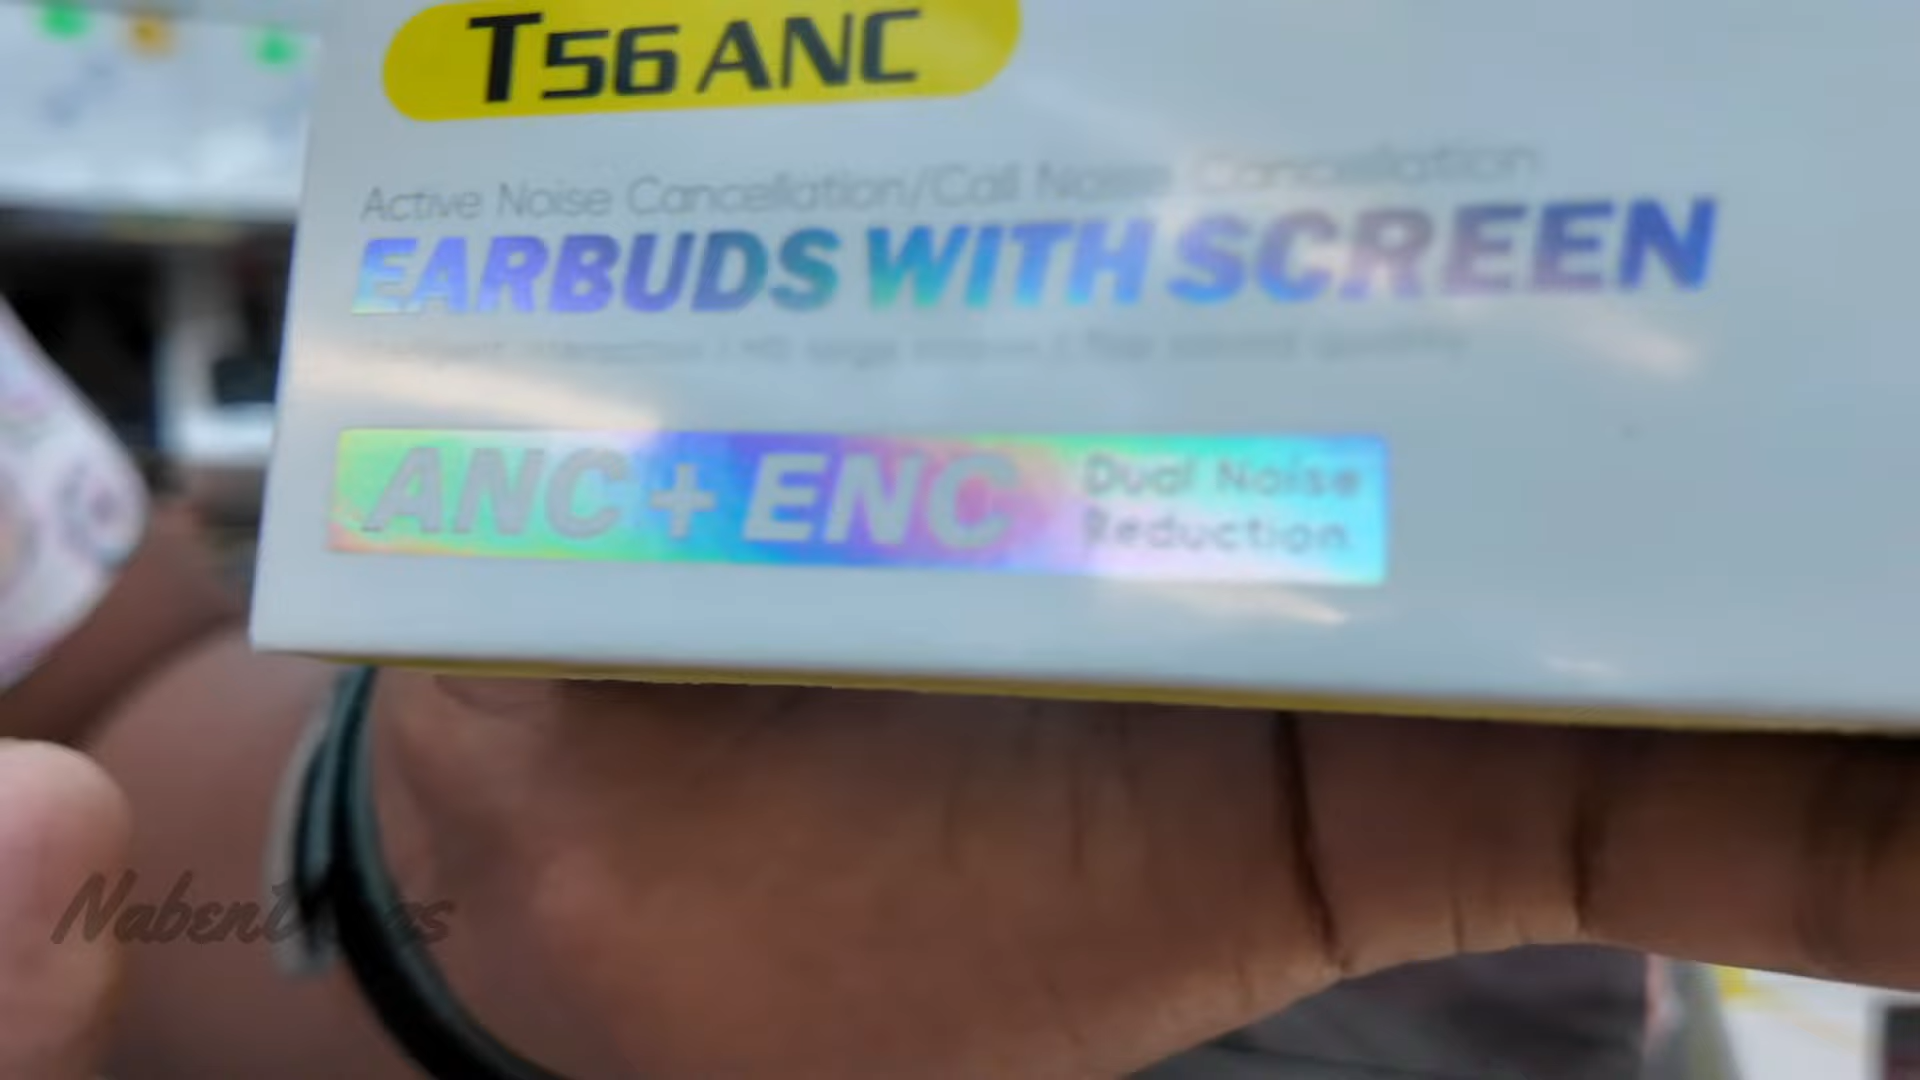 T56 ANC
Active Noise Cancellation/Call Noise Cancellation
EARBUDS WITH SCREEN
ANC + ENC
Dual Noise
Reduction